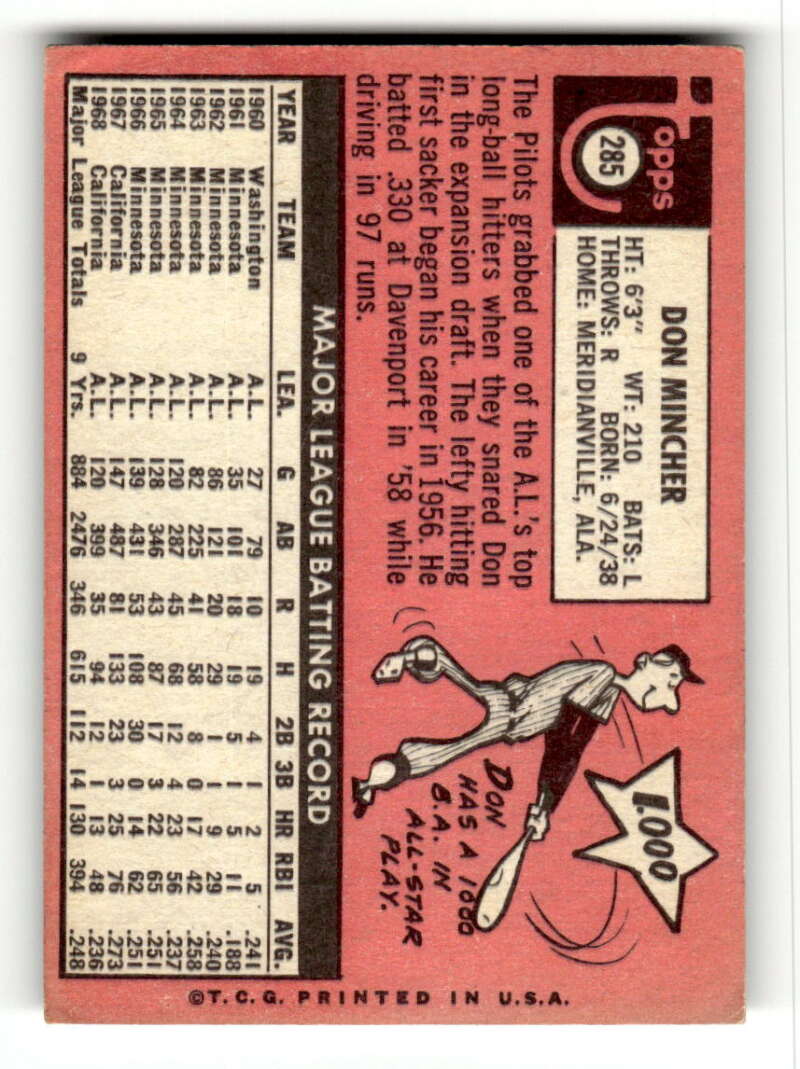 Topps
285
DON MINCHER
HT: 6'3" WT: 210 BATS: L
THROWS: R BORN: 6/24/38
HOME: MERIDIANVILLE, ALA.
The Pilots grabbed one of the A.L.'s top
long-ball hitters when they snared Don
in the expansion draft. The lefty hitting
first sacker began his career in 1956. He
batted .330 at Davenport in '58 while
driving in 97 runs.
1.000
DON
HAS A 1000
B.A. IN
ALL-STAR
PLAY.
MAJOR LEAGUE BATTING RECORD
YEAR TEAM LEA. G AB R H 2B 3B HR RBI AVG.
1960 Washington A.L. 27 79 10 19 4 1 2 5 .241
1961 Minnesota A.L. 35 101 18 19 5 1 5 11 .188
1962 Minnesota A.L. 86 121 20 29 1 1 9 29 .240
1963 Minnesota A.L. 82 225 41 58 8 0 17 42 .258
1964 Minnesota A.L. 120 287 45 68 12 4 23 56 .237
1965 Minnesota A.L. 128 346 43 87 17 3 22 65 .251
1966 Minnesota A.L. 139 431 53 108 30 0 14 62 .251
1967 California A.L. 147 487 81 133 23 3 25 76 .273
1968 California A.L. 120 399 35 94 12 1 13 48 .236
Major League Totals 9 Yrs. 884 2476 346 615 112 14 130 394 .248
©T.C.G. PRINTED IN U.S.A.